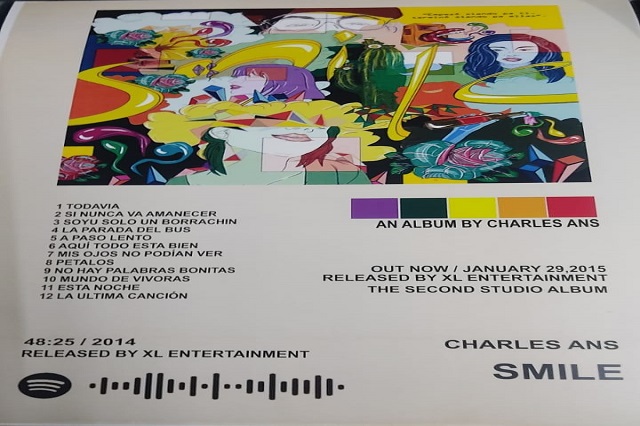 1 TODAVIA
2 SI NUNCA VA AMANECER
3 SOYU SOLO UN BORRACHIN
4 LA PARADA DEL BUS
5 A PASO LENTO
6 AQUÍ TODO ESTA BIEN
7 MIS OJOS NO PODÍAN VER
8 PETALOS
9 NO HAY PALABRAS BONITAS
10 MUNDO DE VIVORAS
11 ESTA NOCHE
12 LA ULTIMA CANCIÓN
AN ALBUM BY CHARLES ANS
OUT NOW / JANUARY 29,2015
RELEASED BY XL ENTERTAINMENT
THE SECOND STUDIO ALBUM
48:25 / 2014
RELEASED BY XL ENTERTAINMENT
CHARLES ANS
SMILE